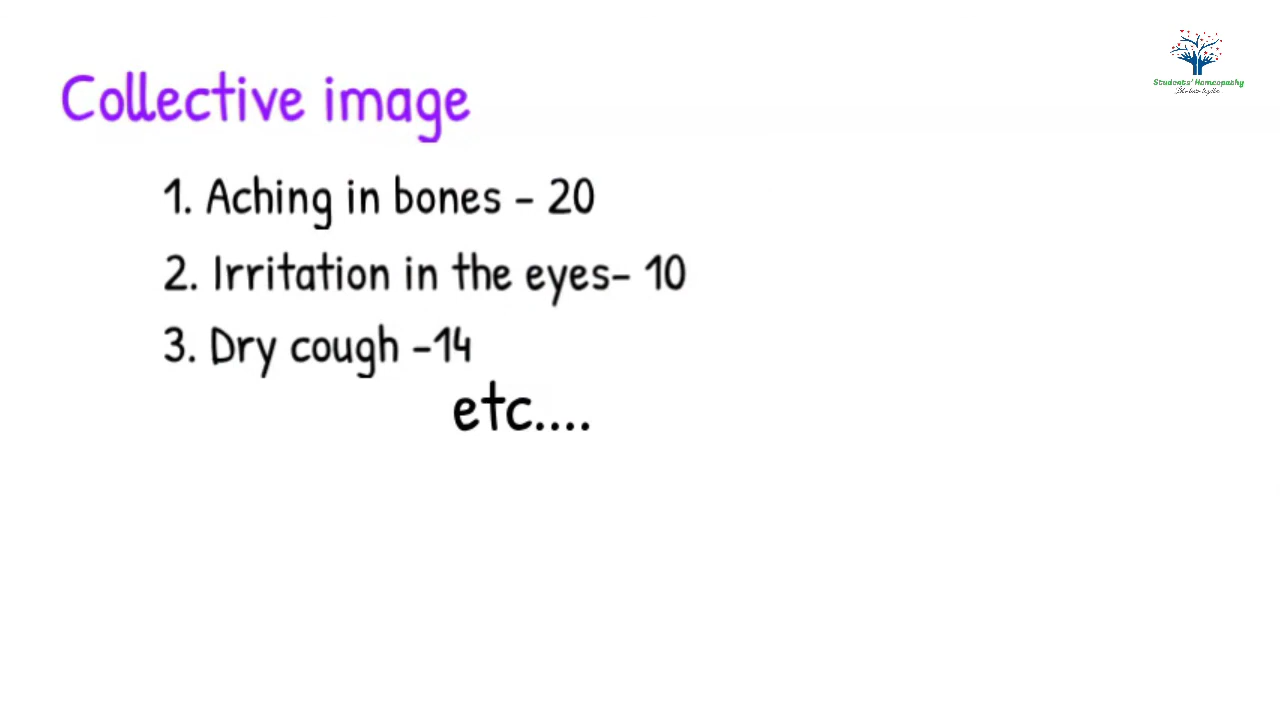 Collective image
Students' Homeopathy
1. Aching in bones - 20
2. Irritation in the eyes- 10
3. Dry cough -14
etc....